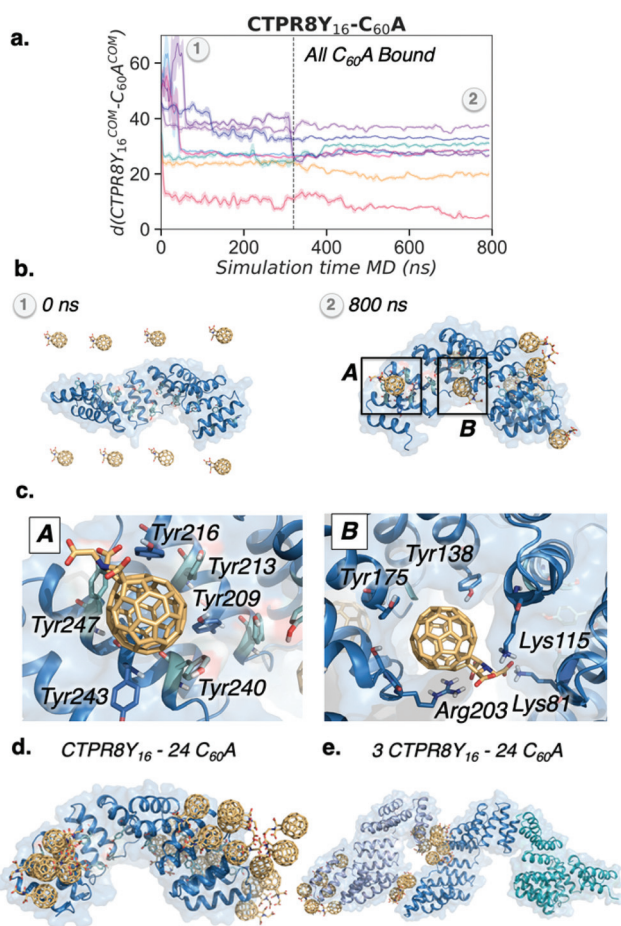 a.
CTPR8Y16-C60A
1
All C60A Bound
2
d(CTPR8Y16COM-C60ACOM)
60
40
20
0
0
200
400
600
800
Simulation time MD (ns)
b.
1 0 ns
2 800 ns
A
B
c.
A
Tyr216
Tyr213
Tyr209
Tyr247
Tyr240
Tyr243
B
Tyr138
Tyr175
Lys115
Arg203
Lys81
d.
CTPR8Y16 - 24 C60A
e.
3 CTPR8Y16 - 24 C60A